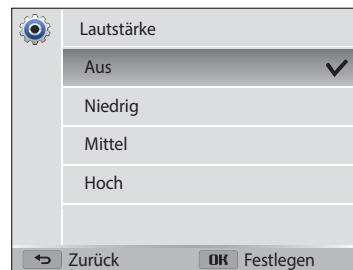 Lautstärke
Aus
Niedrig
Mittel
Hoch
Zurück OK Festlegen